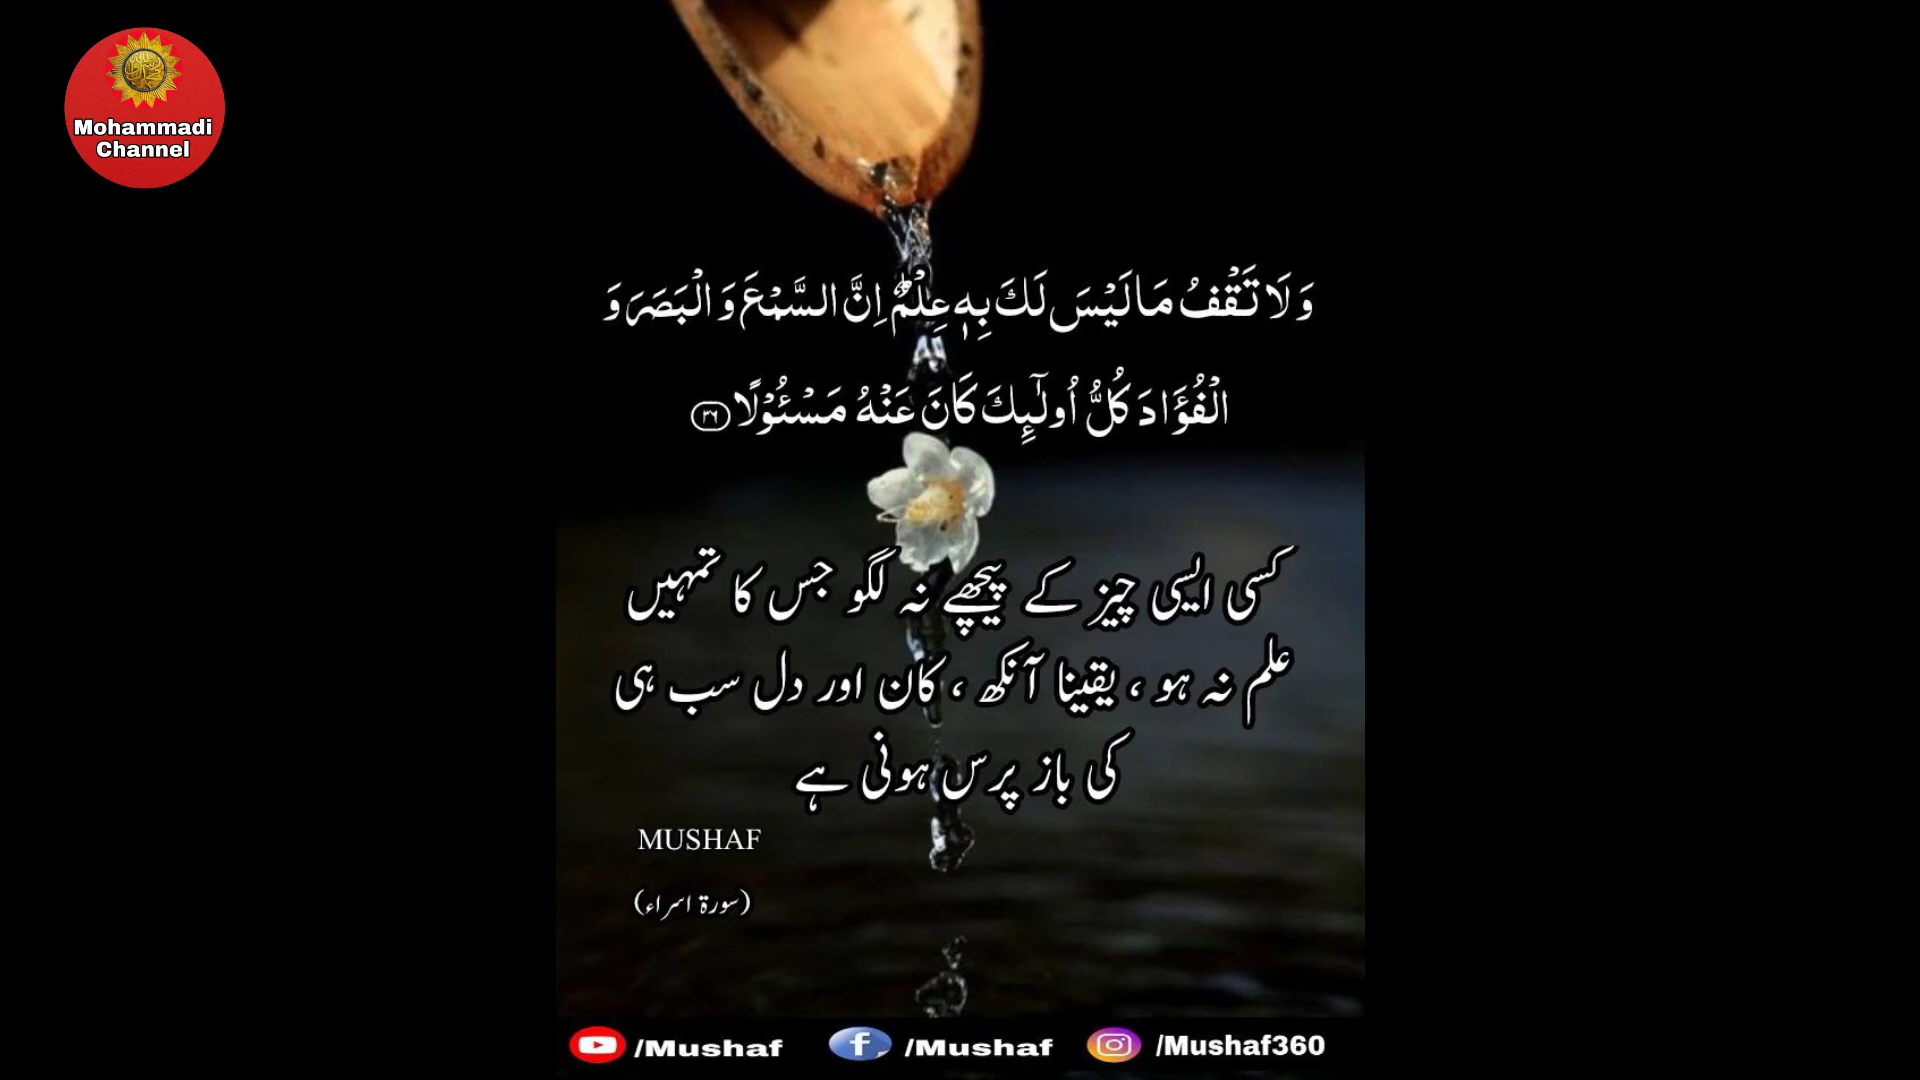 Mohammadi
Channel
وَلَا تَقْفُ مَا لَيْسَ لَكَ بِهٖ عِلْمٌ ؕ اِنَّ السَّمْعَ وَ الْبَصَرَ وَ
الْفُؤَادَ كُلُّ اُولٰٓئِكَ كَانَ عَنْهُ مَسْـُٔوْلًا ۳۶
کسی ایسی چیز کے پیچھے نہ لگو جس کا تمہیں
علم نہ ہو ، یقینا آنکھ ، کان اور دل سب ہی
کی باز پرس ہونی ہے
MUSHAF
(سورۃ اسراء)
/Mushaf /Mushaf /Mushaf360